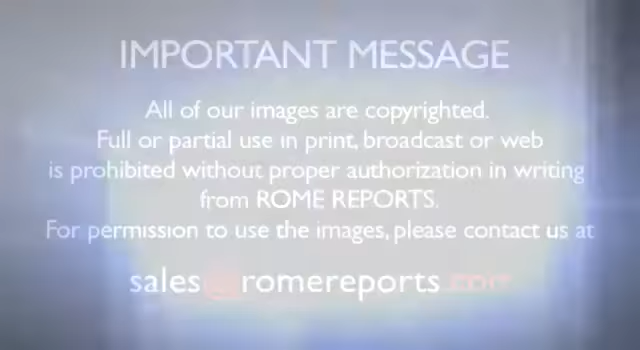 IMPORTANT MESSAGE
All of our images are copyrighted.
Full or partial use in print, broadcast or web
is prohibited without proper authorization in writing
from ROME REPORTS.
For permission to use the images, please contact us at
sales@romereports.com